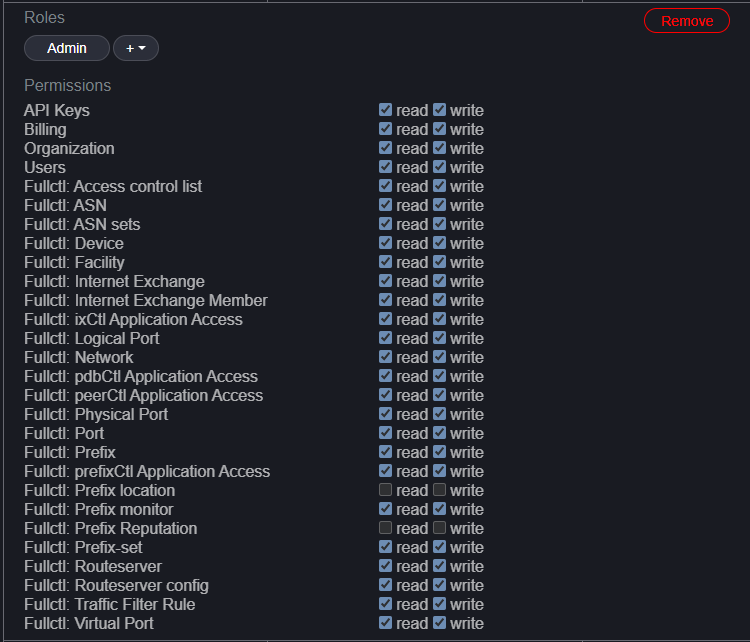 Roles
Remove
Admin
+
Permissions
API Keys read write
Billing read write
Organization read write
Users read write
Fullctl: Access control list read write
Fullctl: ASN read write
Fullctl: ASN sets read write
Fullctl: Device read write
Fullctl: Facility read write
Fullctl: Internet Exchange read write
Fullctl: Internet Exchange Member read write
Fullctl: ixCtl Application Access read write
Fullctl: Logical Port read write
Fullctl: Network read write
Fullctl: pdbCtl Application Access read write
Fullctl: peerCtl Application Access read write
Fullctl: Physical Port read write
Fullctl: Port read write
Fullctl: Prefix read write
Fullctl: prefixCtl Application Access read write
Fullctl: Prefix location read write
Fullctl: Prefix monitor read write
Fullctl: Prefix Reputation read write
Fullctl: Prefix-set read write
Fullctl: Routeserver read write
Fullctl: Routeserver config read write
Fullctl: Traffic Filter Rule read write
Fullctl: Virtual Port read write